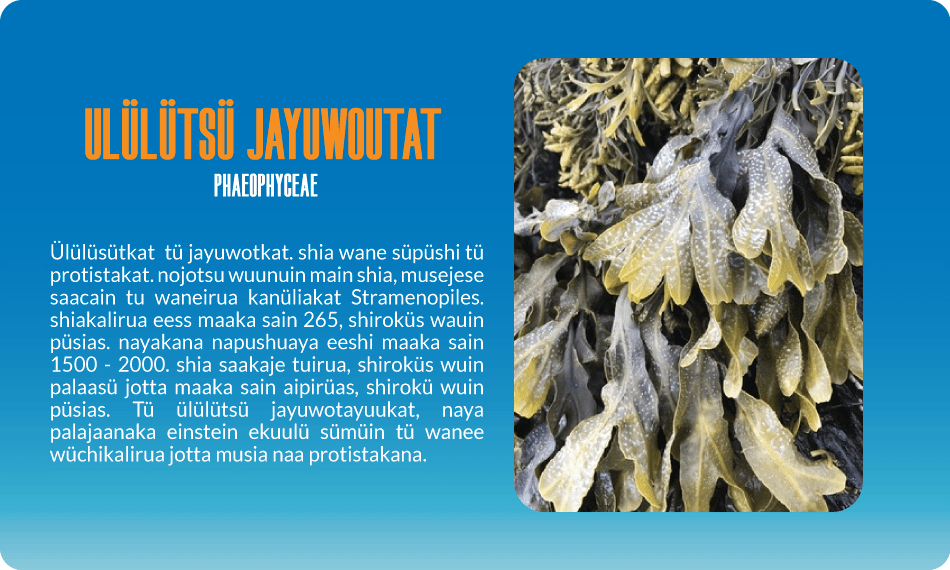 ULÜLÜTSÜ JAYUWOUTAT
PHAEOPHYCEAE
Ülülüsütkat tü jayuwotkat. shia wane süpüshi tü
protistakat. nojotsu wuunuin main shia, musejese
saacain tu waneirua kanüliakat Stramenopiles.
shiakalirua eess maaka sain 265, shiroküs wauin
püsias. nayakana napushuaya eeshi maaka sain
1500 - 2000. shia saakaje tuirua, shiroküs wuin
palaasü jotta maaka sain aipirüas, shirokü wuin
püsias. Tü ülülütsü jayuwotayuukat, naya
palajaanaka einstein ekuulü sümüin tü wanee
wüchikalirua jotta musia naa protistakana.